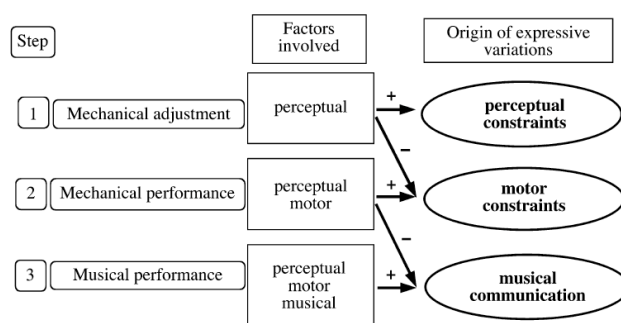 Step
Factors
involved
Origin of expressive
variations
1
Mechanical adjustment
perceptual
+
perceptual
constraints
–
2
Mechanical performance
perceptual
motor
+
motor
constraints
–
3
Musical performance
perceptual
motor
musical
+
musical
communication